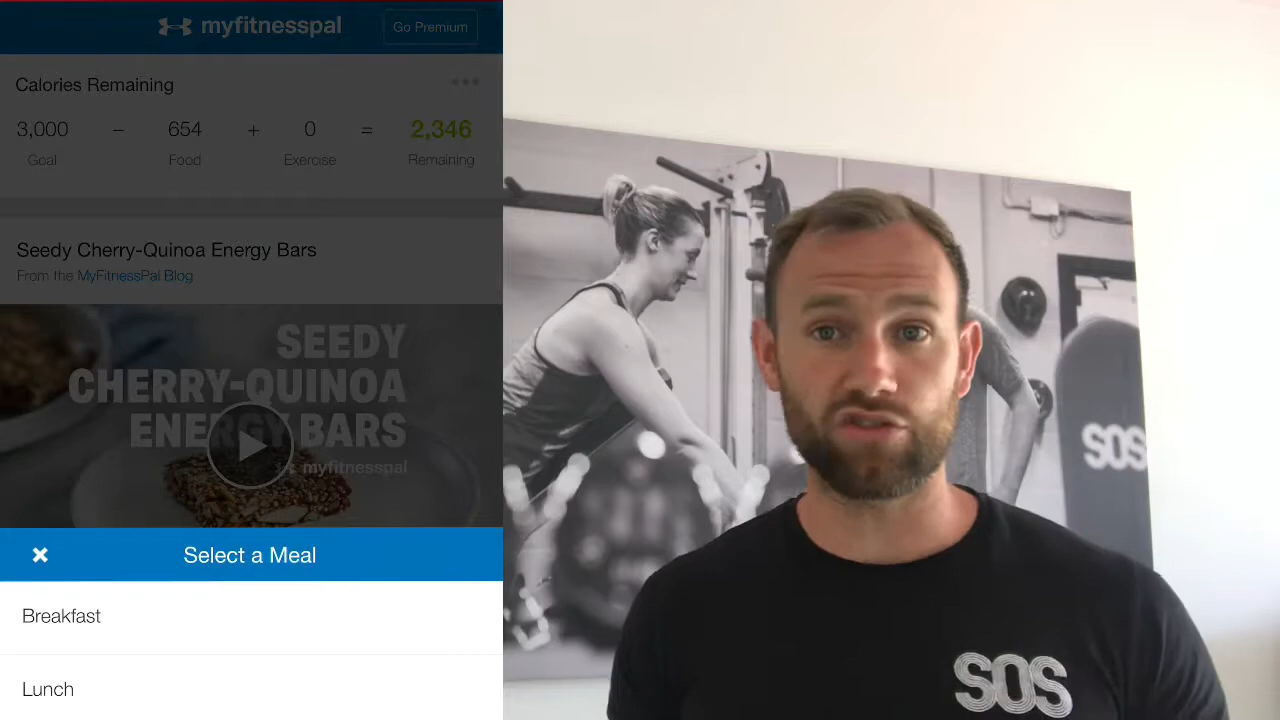 myfitnesspal
Go Premium
Calories Remaining
3,000 − 654 + 0 = 2,346
Goal Food Exercise Remaining
Seedy Cherry-Quinoa Energy Bars
From the MyFitnessPal Blog
SEEDY
CHERRY-QUINOA
ENERGY BARS
myfitnesspal
Select a Meal
Breakfast
Lunch
SOS
SOS